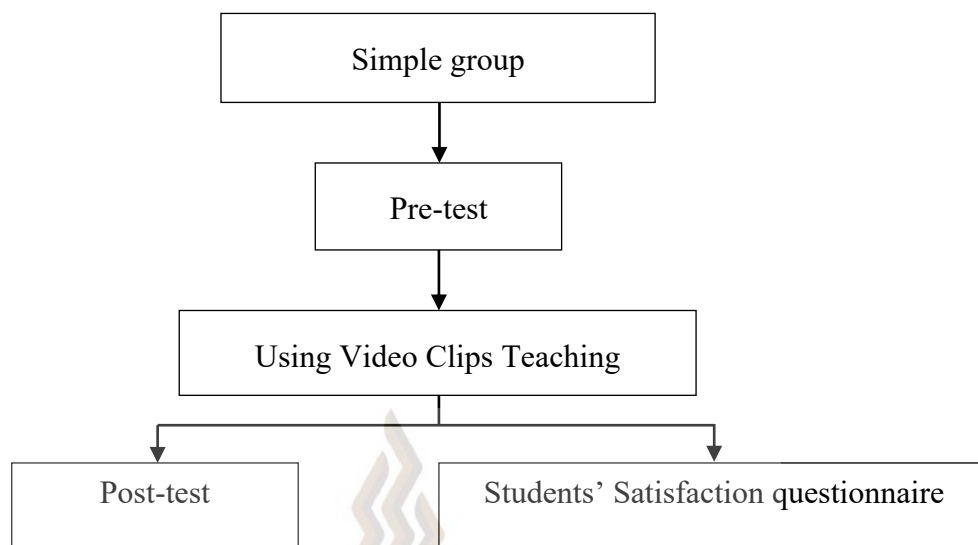 Simple group
Pre-test
Using Video Clips Teaching
Post-test
Students’ Satisfaction questionnaire